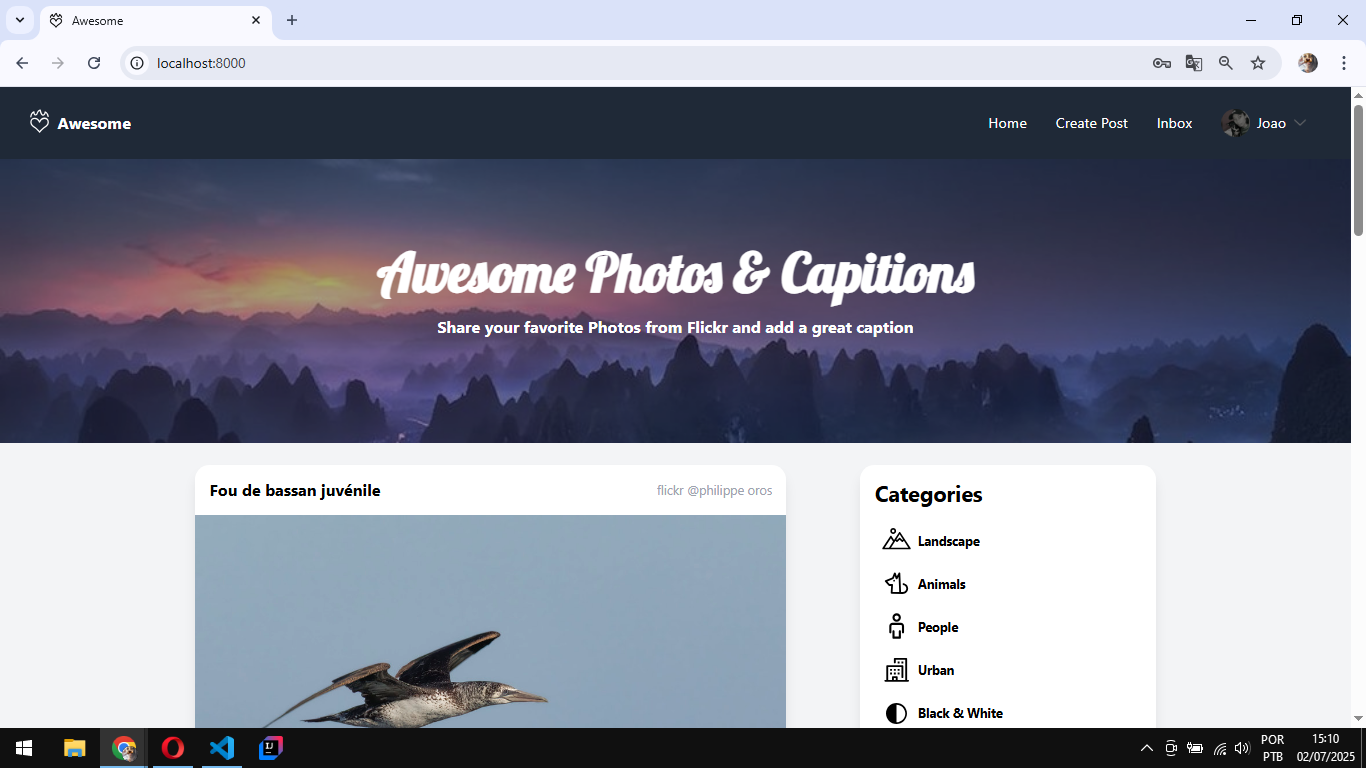 Awesome
localhost:8000
Awesome
Home
Create Post
Inbox
Joao
Awesome Photos & Capitions
Share your favorite Photos from Flickr and add a great caption
Fou de bassan juvénile
flickr @philippe oros
Categories
Landscape
Animals
People
Urban
Black & White
POR
PTB
15:10
02/07/2025